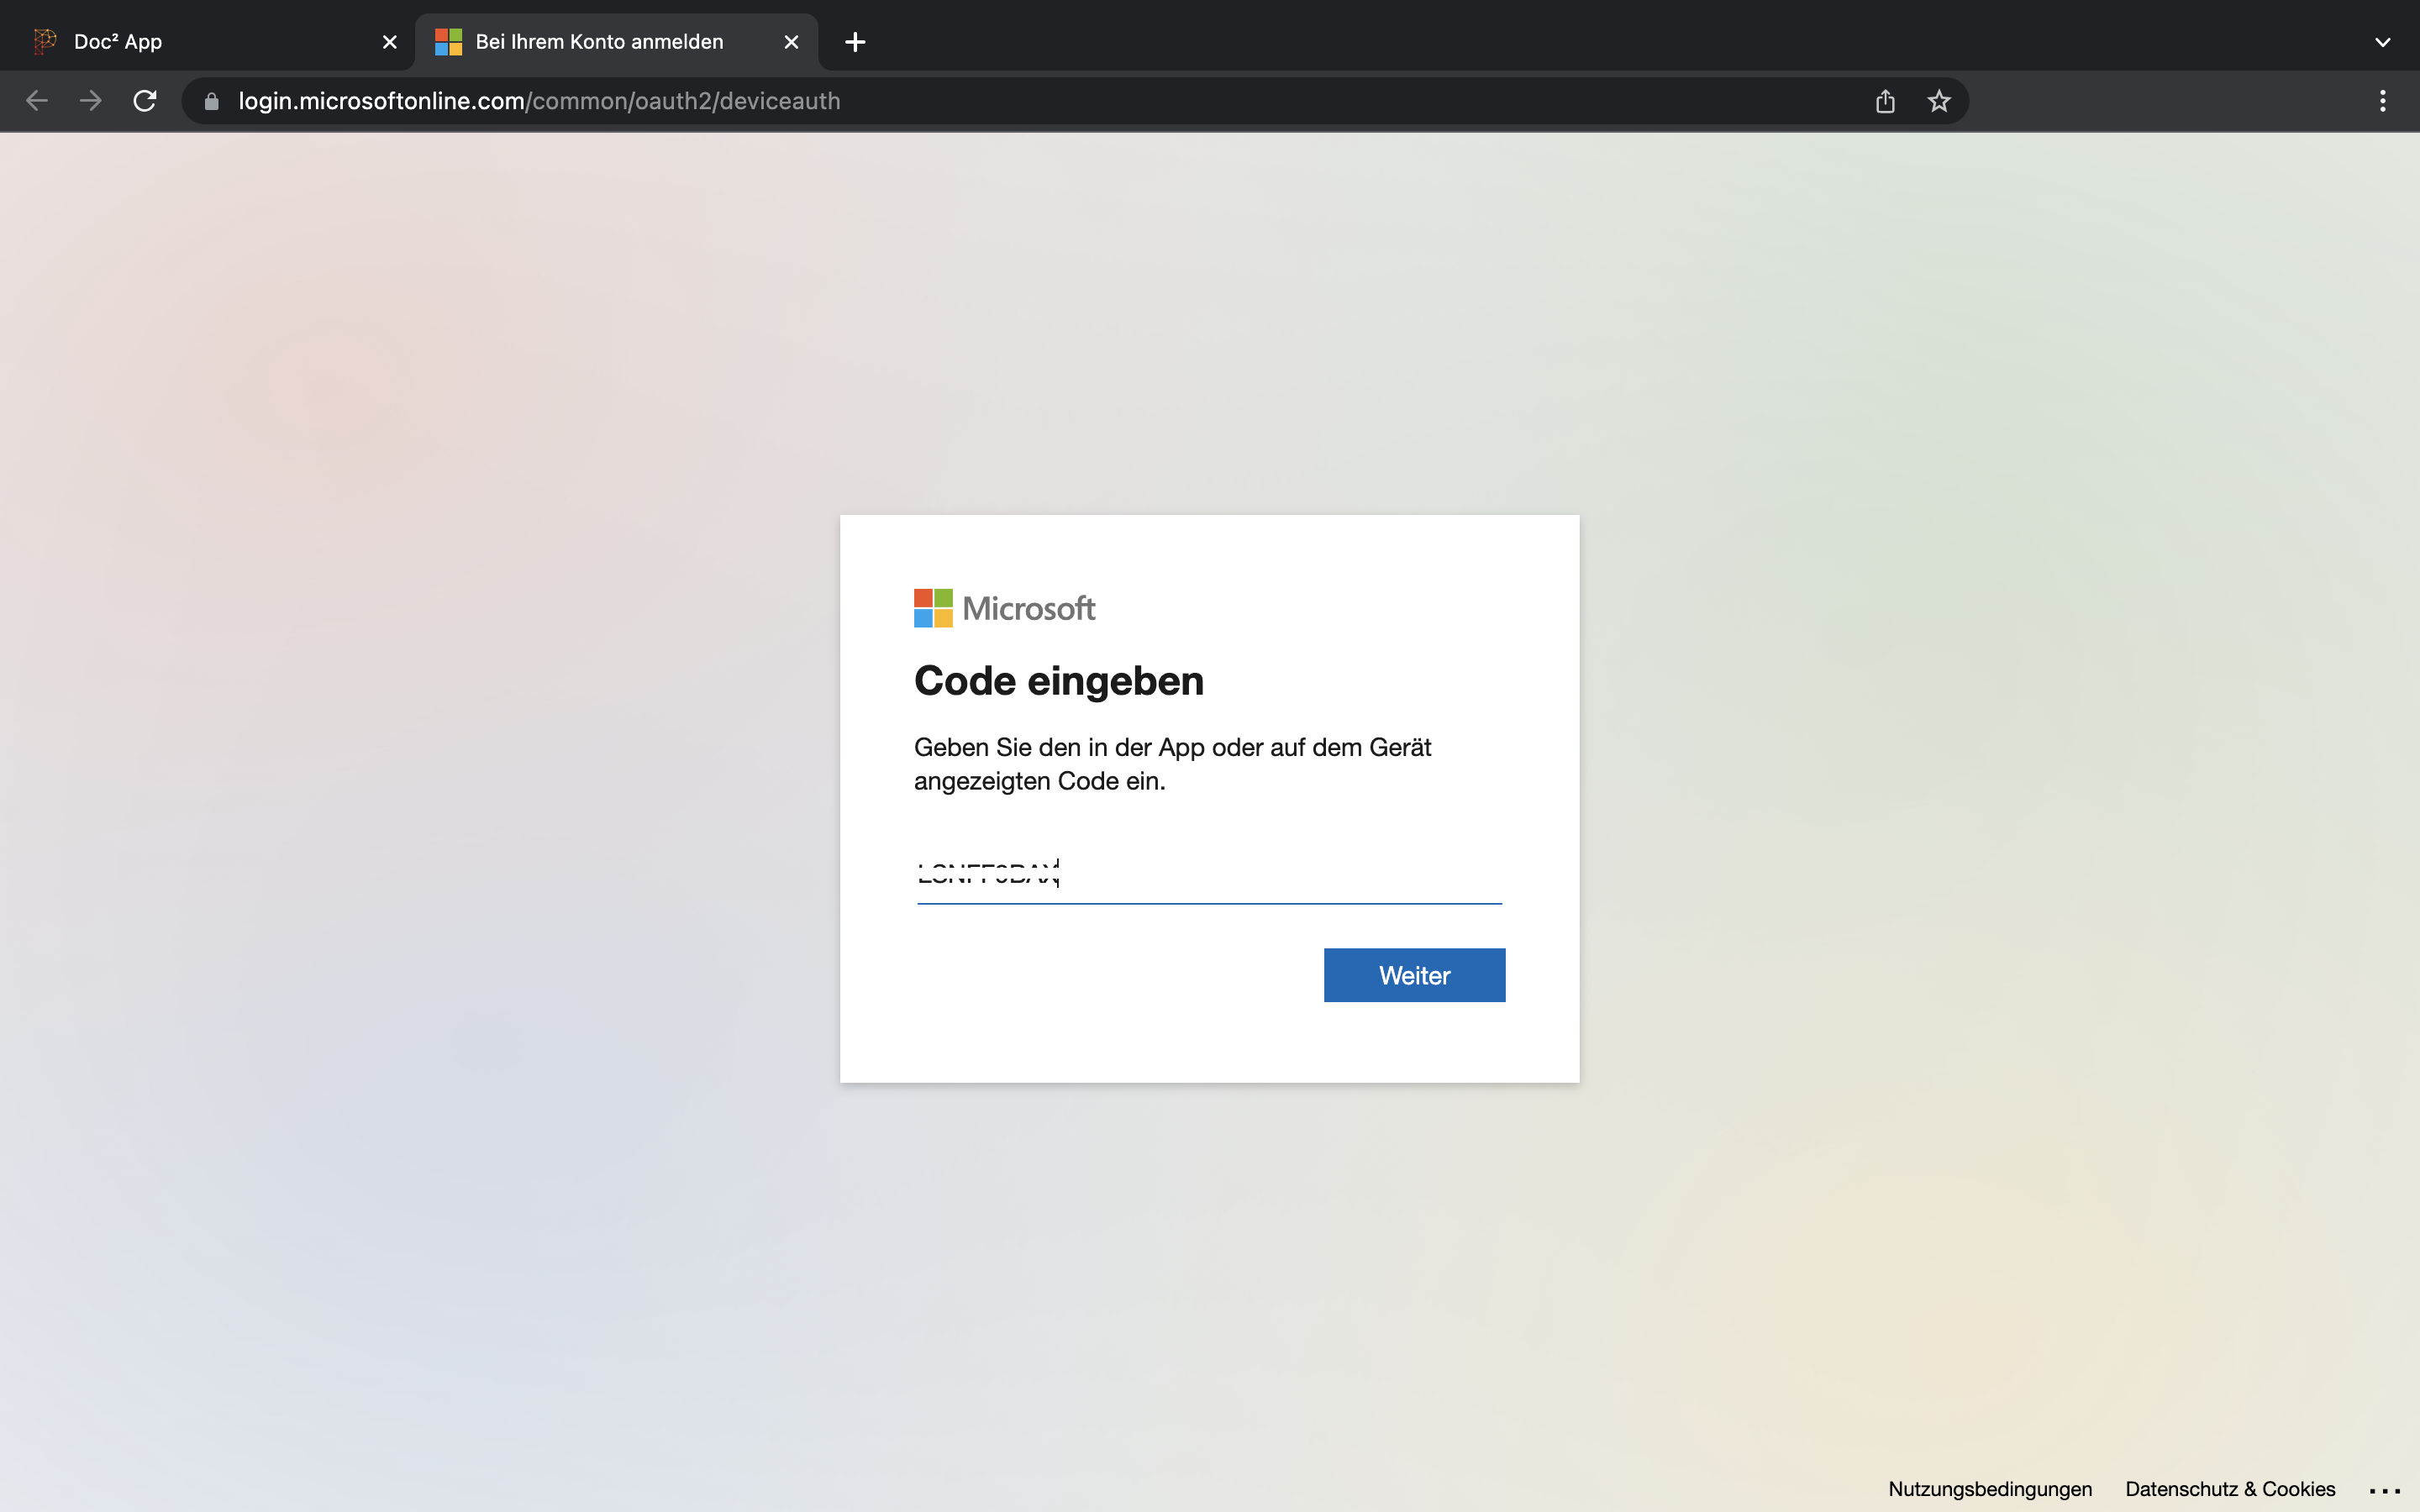 Doc² App
Bei Ihrem Konto anmelden
login.microsoftonline.com/common/oauth2/deviceauth
Microsoft
Code eingeben
Geben Sie den in der App oder auf dem Gerät
angezeigten Code ein.
Weiter
Nutzungsbedingungen Datenschutz & Cookies